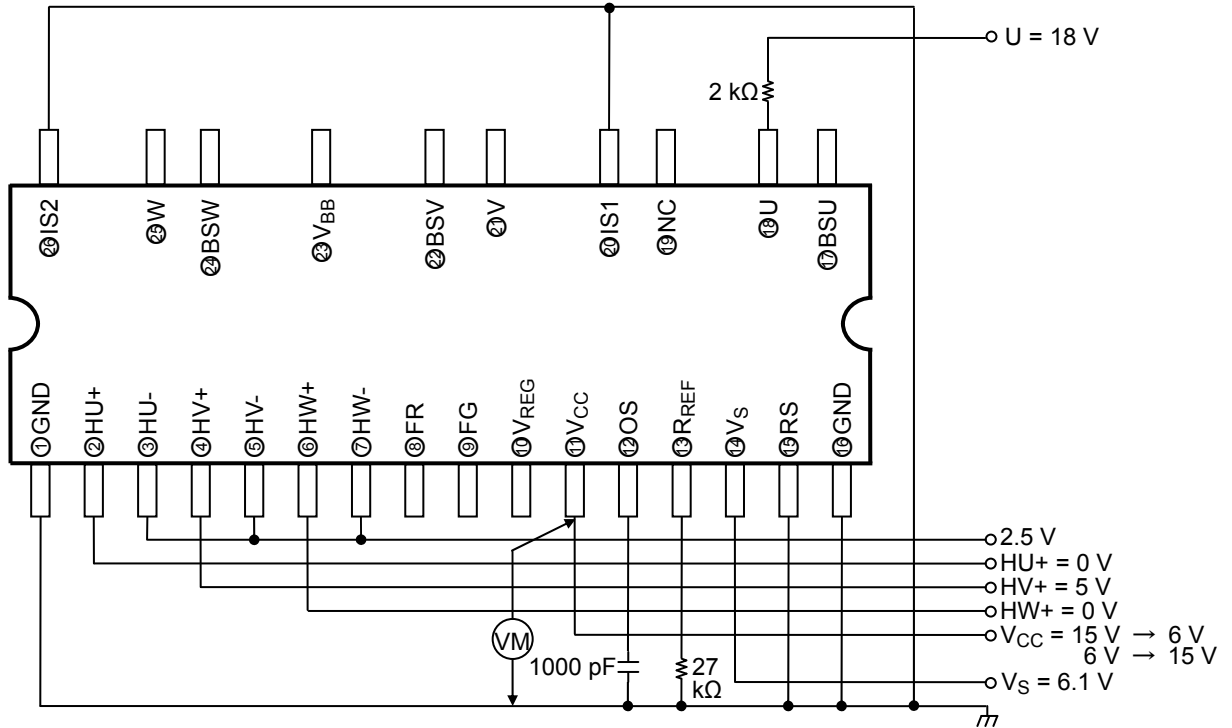 U = 18 V
2 kΩ
㉖IS2
㉕W
㉔BSW
㉓VBB
㉒BSV
㉑V
⑳IS1
⑲NC
⑱U
⑰BSU
①GND
②HU+
③HU-
④HV+
⑤HV-
⑥HW+
⑦HW-
⑧FR
⑨FG
⑩VREG
⑪VCC
⑫OS
⑬RREF
⑭VS
⑮RS
⑯GND
2.5 V
HU+ = 0 V
HV+ = 5 V
HW+ = 0 V
VCC = 15 V → 6 V
6 V → 15 V
VM
1000 pF
27
kΩ
VS = 6.1 V